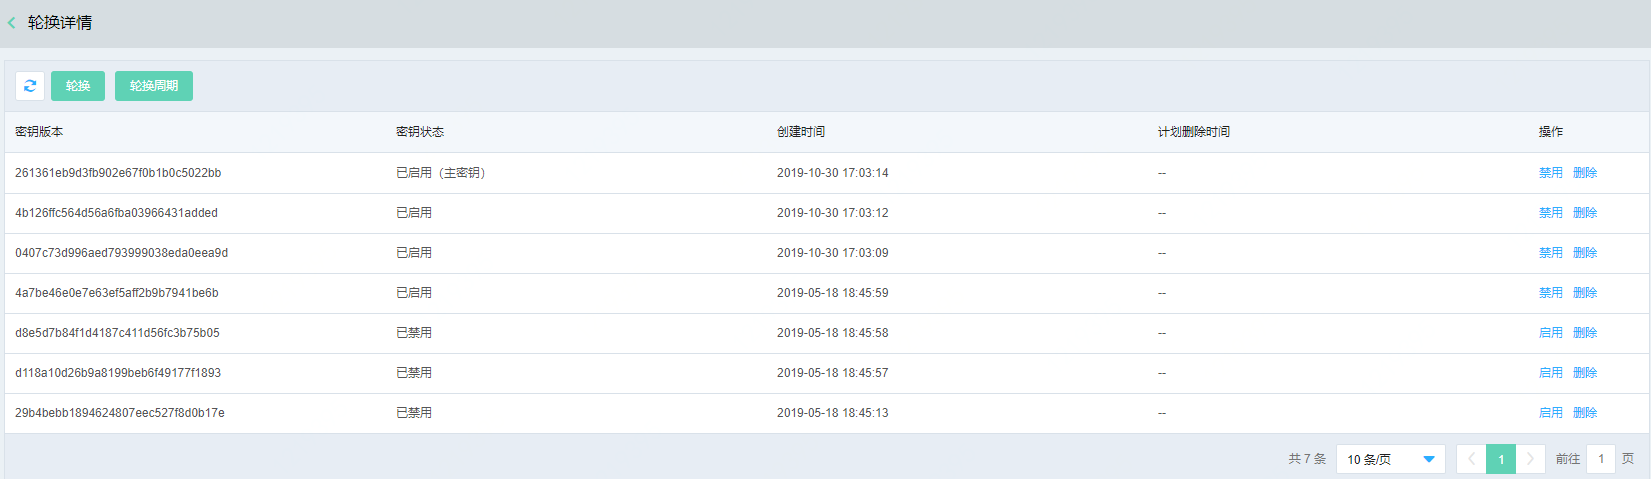 轮换详情
轮换 轮换周期
密钥版本 密钥状态 创建时间 计划删除时间 操作
261361eb9d3fb902e67f0b1b0c5022bb 已启用（主密钥） 2019-10-30 17:03:14 -- 禁用 删除
4b126ffc564d56a6fba03966431added 已启用 2019-10-30 17:03:12 -- 禁用 删除
0407c73d996aed793999038eda0eea9d 已启用 2019-10-30 17:03:09 -- 禁用 删除
4a7be46e0e7e63ef5aff2b9b7941be6b 已启用 2019-05-18 18:45:59 -- 禁用 删除
d8e5d7b84f1d4187c411d56fc3b75b05 已禁用 2019-05-18 18:45:58 -- 启用 删除
d118a10d26b9a8199beb6f49177f1893 已禁用 2019-05-18 18:45:57 -- 启用 删除
29b4bebb1894624807eec527f8d0b17e 已禁用 2019-05-18 18:45:13 -- 启用 删除
共 7 条 10 条/页 1 前往 1 页